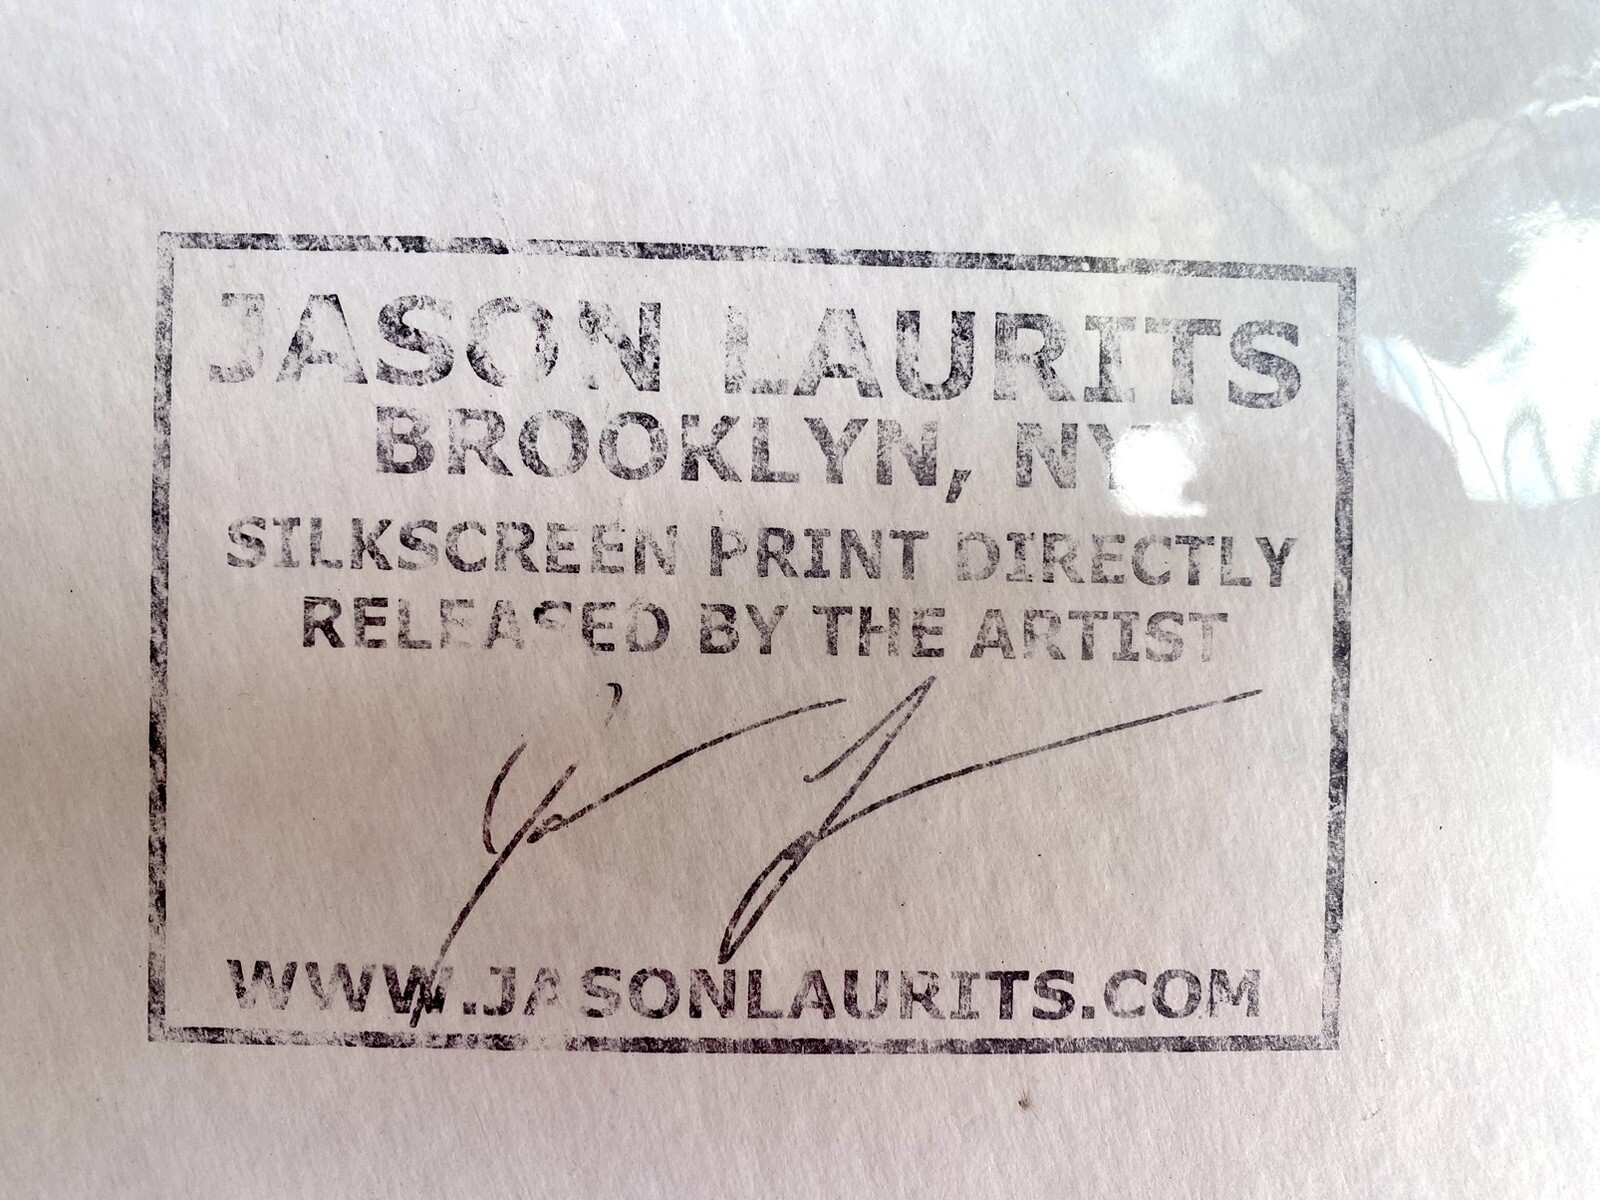 JASON LAURITS
BROOKLYN, NY
SILKSCREEN PRINT DIRECTLY
RELEASED BY THE ARTIST
WWW.JASONLAURITS.COM